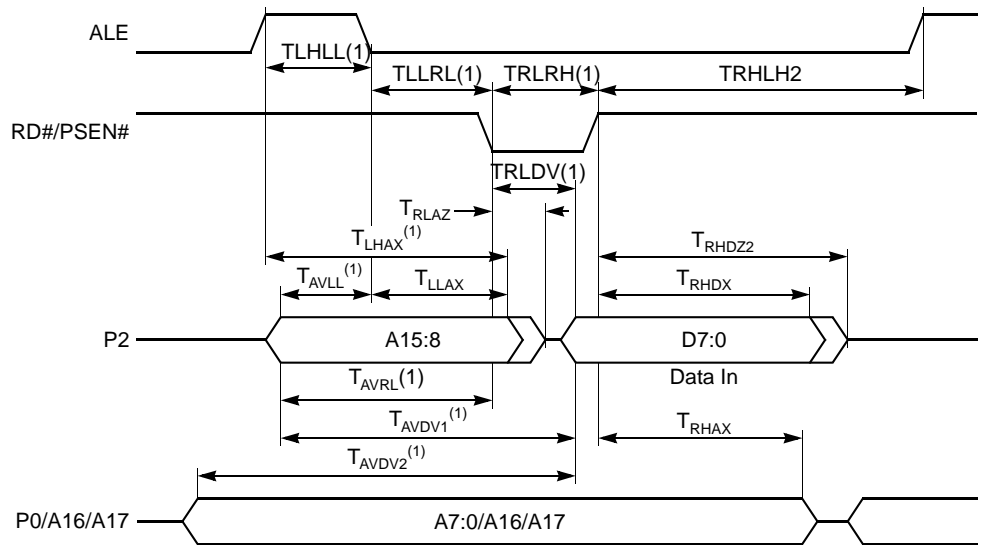 ALE
TLHLL(1)
TLLRL(1)
TRLRH(1)
TRHLH2
RD#/PSEN#
TRLDV(1)
TRLAZ
TLHAX(1)
TRHDZ2
TAVLL(1)
TLLAX
TRHDX
P2
A15:8
D7:0
TAVRL(1)
Data In
TAVDV1(1)
TRHAX
TAVDV2(1)
P0/A16/A17
A7:0/A16/A17